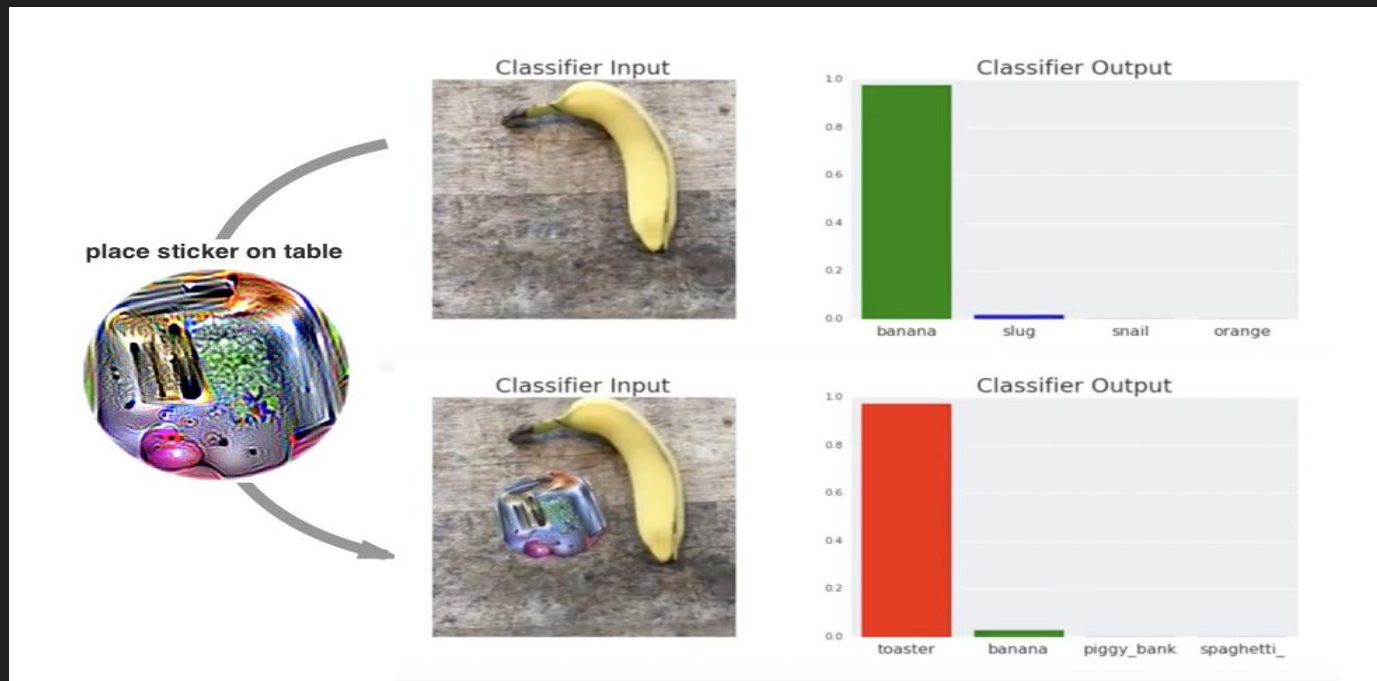 place sticker on table
Classifier Input
Classifier Output
1.0
0.8
0.6
0.4
0.2
0.0
banana slug snail orange
Classifier Input
Classifier Output
1.0
0.8
0.6
0.4
0.2
0.0
toaster banana piggy_bank spaghetti_